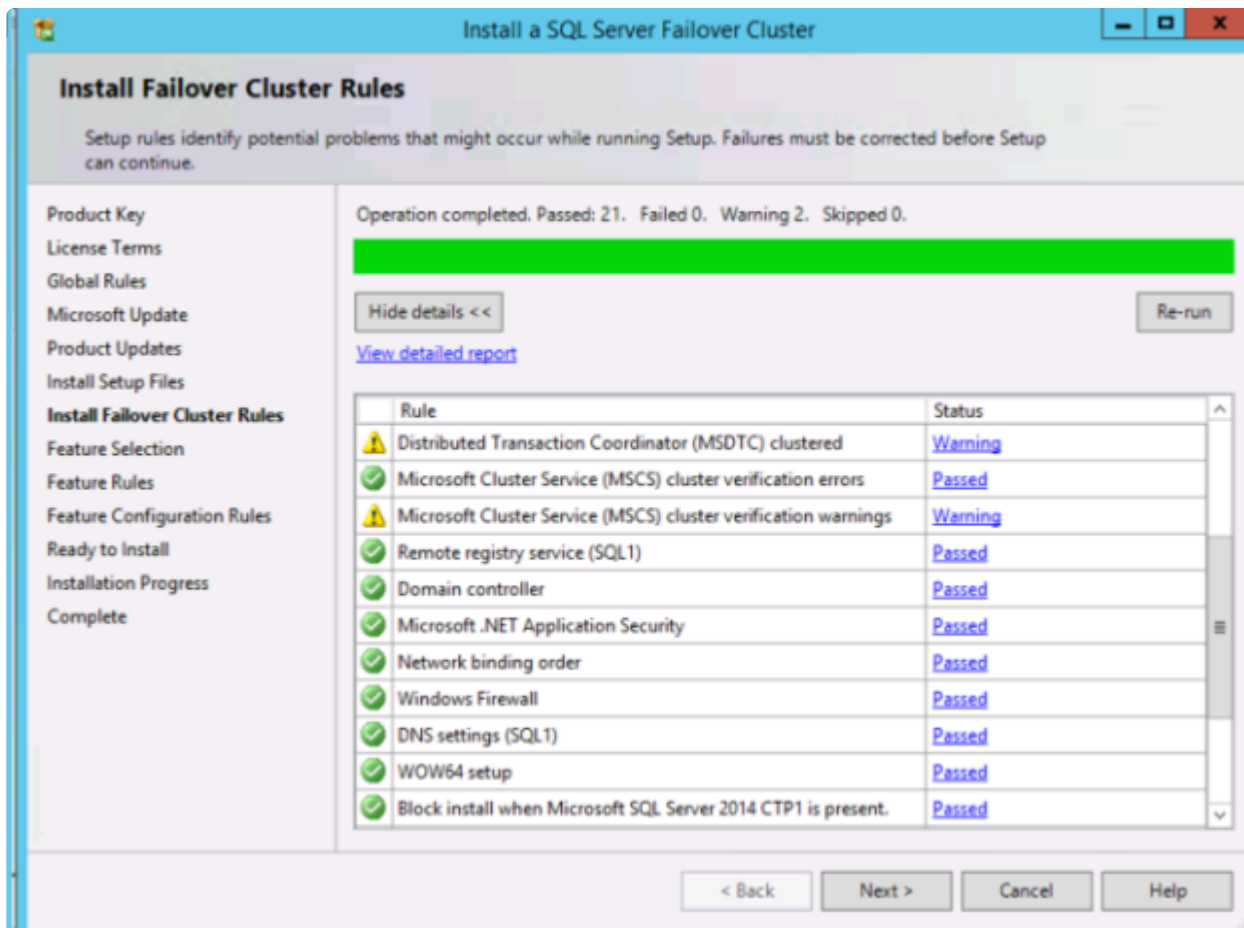 Install a SQL Server Failover Cluster
Install Failover Cluster Rules
Setup rules identify potential problems that might occur while running Setup. Failures must be corrected before Setup
can continue.
Product Key
License Terms
Global Rules
Microsoft Update
Product Updates
Install Setup Files
Install Failover Cluster Rules
Feature Selection
Feature Rules
Feature Configuration Rules
Ready to Install
Installation Progress
Complete
Operation completed. Passed: 21. Failed 0. Warning 2. Skipped 0.
Hide details <<
Re-run
View detailed report
Rule Status
Distributed Transaction Coordinator (MSDTC) clustered Warning
Microsoft Cluster Service (MSCS) cluster verification errors Passed
Microsoft Cluster Service (MSCS) cluster verification warnings Warning
Remote registry service (SQL1) Passed
Domain controller Passed
Microsoft .NET Application Security Passed
Network binding order Passed
Windows Firewall Passed
DNS settings (SQL1) Passed
WOW64 setup Passed
Block install when Microsoft SQL Server 2014 CTP1 is present. Passed
< Back Next > Cancel Help